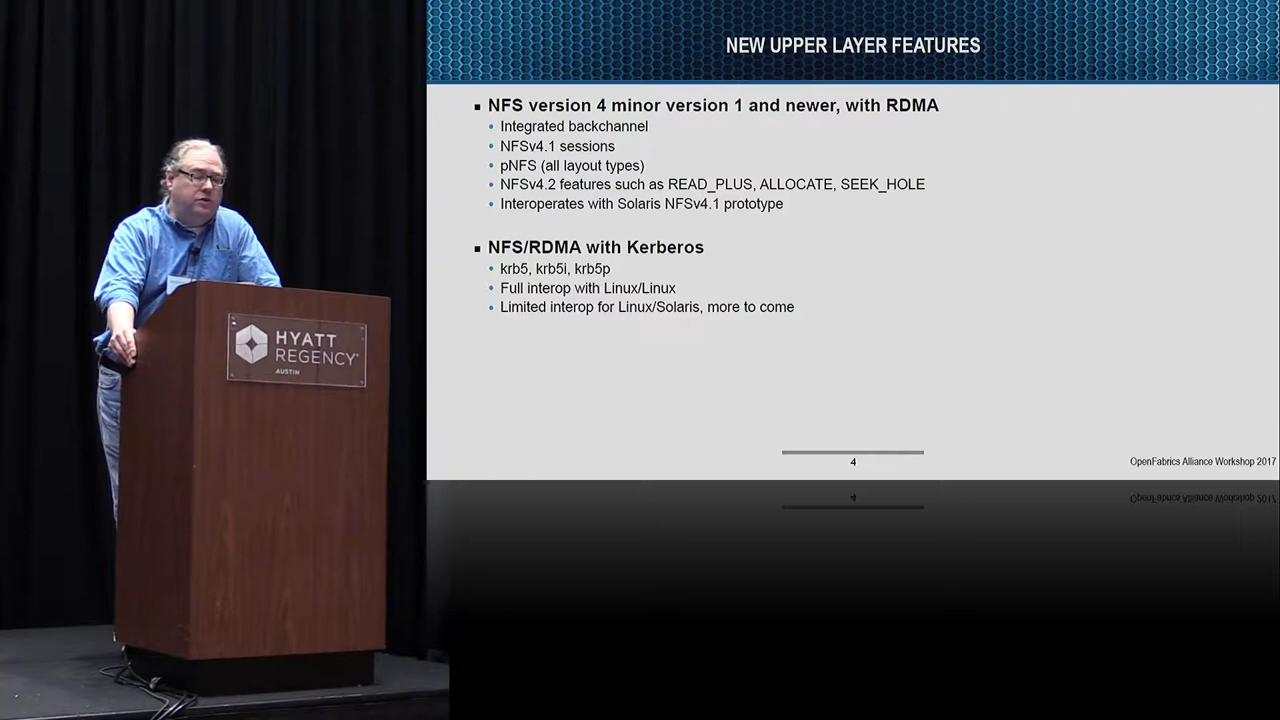 NEW UPPER LAYER FEATURES
NFS version 4 minor version 1 and newer, with RDMA
Integrated backchannel
NFSv4.1 sessions
pNFS (all layout types)
NFSv4.2 features such as READ_PLUS, ALLOCATE, SEEK_HOLE
Interoperates with Solaris NFSv4.1 prototype
NFS/RDMA with Kerberos
krb5, krb5i, krb5p
Full interop with Linux/Linux
Limited interop for Linux/Solaris, more to come
4
OpenFabrics Alliance Workshop 2017
HYATT
REGENCY
AUSTIN